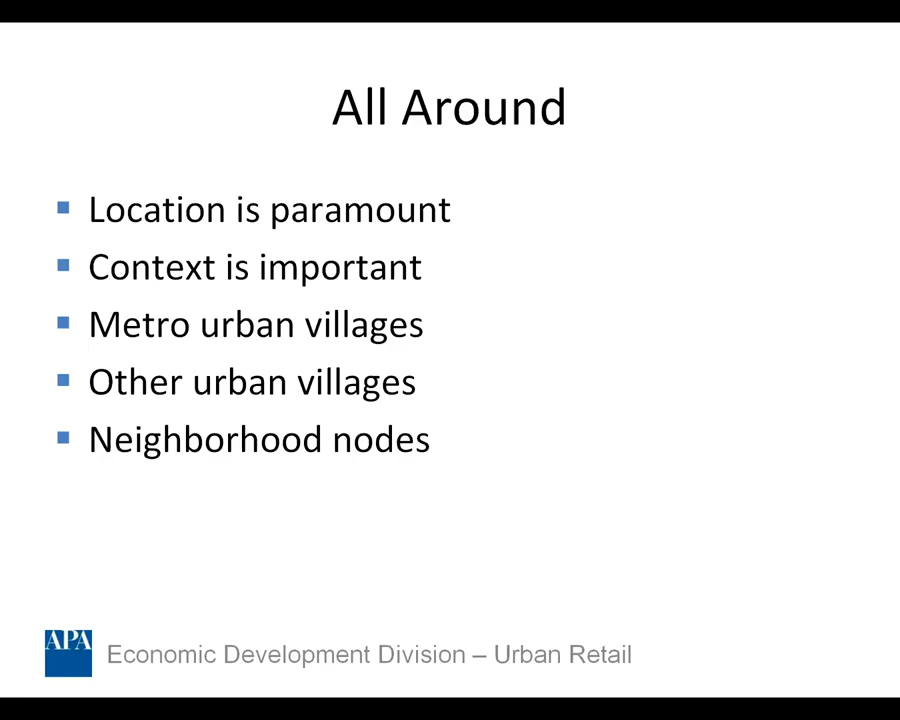 All Around
Location is paramount
Context is important
Metro urban villages
Other urban villages
Neighborhood nodes
APA Economic Development Division – Urban Retail